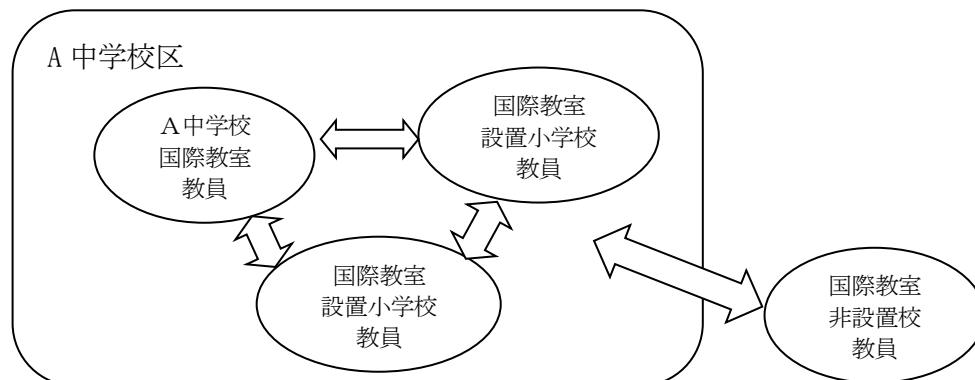 A 中学校区
A中学校
国際教室
教員
国際教室
設置小学校
教員
国際教室
設置小学校
教員
国際教室
非設置校
教員